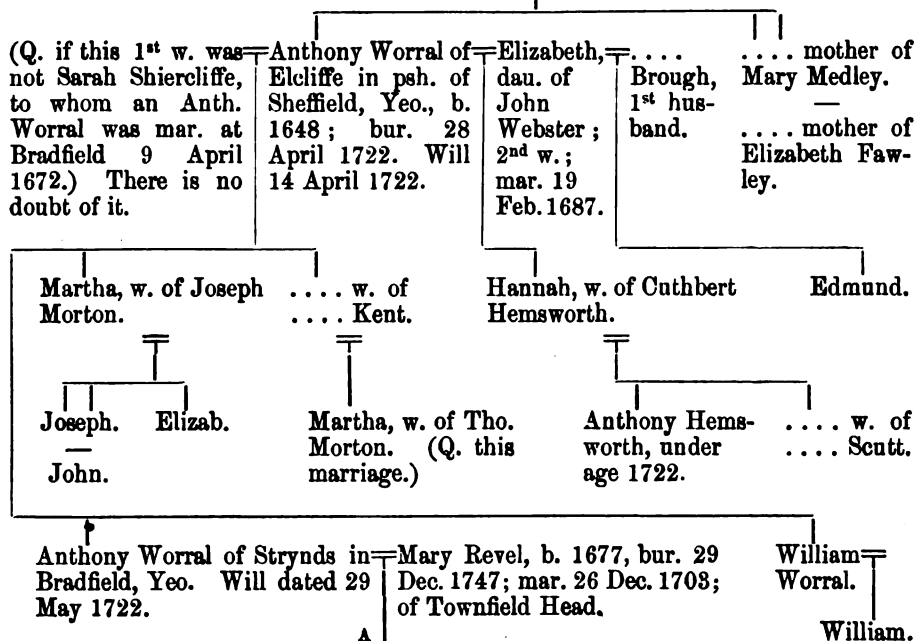 (Q. if this 1st w. was
not Sarah Shiercliffe,
to whom an Anth.
Worral was mar. at
Bradfield 9 April
1672.) There is no
doubt of it.
Anthony Worral of
Elcliffe in psh. of
Sheffield, Yeo., b.
1648; bur. 28
April 1722. Will
14 April 1722.
Elizabeth,
dau. of
John
Webster;
2nd w.;
mar. 19
Feb. 1687.
. . . .
Brough,
1st hus-
band.
. . . . mother of
Mary Medley.
—
. . . . mother of
Elizabeth Faw-
ley.
Martha, w. of Joseph
Morton.
. . . . w. of
. . . . Kent.
Hannah, w. of Cuthbert
Hemsworth.
Edmund.
Joseph.
—
John.
Elizab.
Martha, w. of Tho.
Morton. (Q. this
marriage.)
Anthony Hems-
worth, under
age 1722.
. . . . w. of
. . . . Scutt.
Anthony Worral of Strynds in
Bradfield, Yeo. Will dated 29
May 1722.
Mary Revel, b. 1677, bur. 29
Dec. 1747; mar. 26 Dec. 1703;
of Townfield Head.
William
Worral.
A
William.